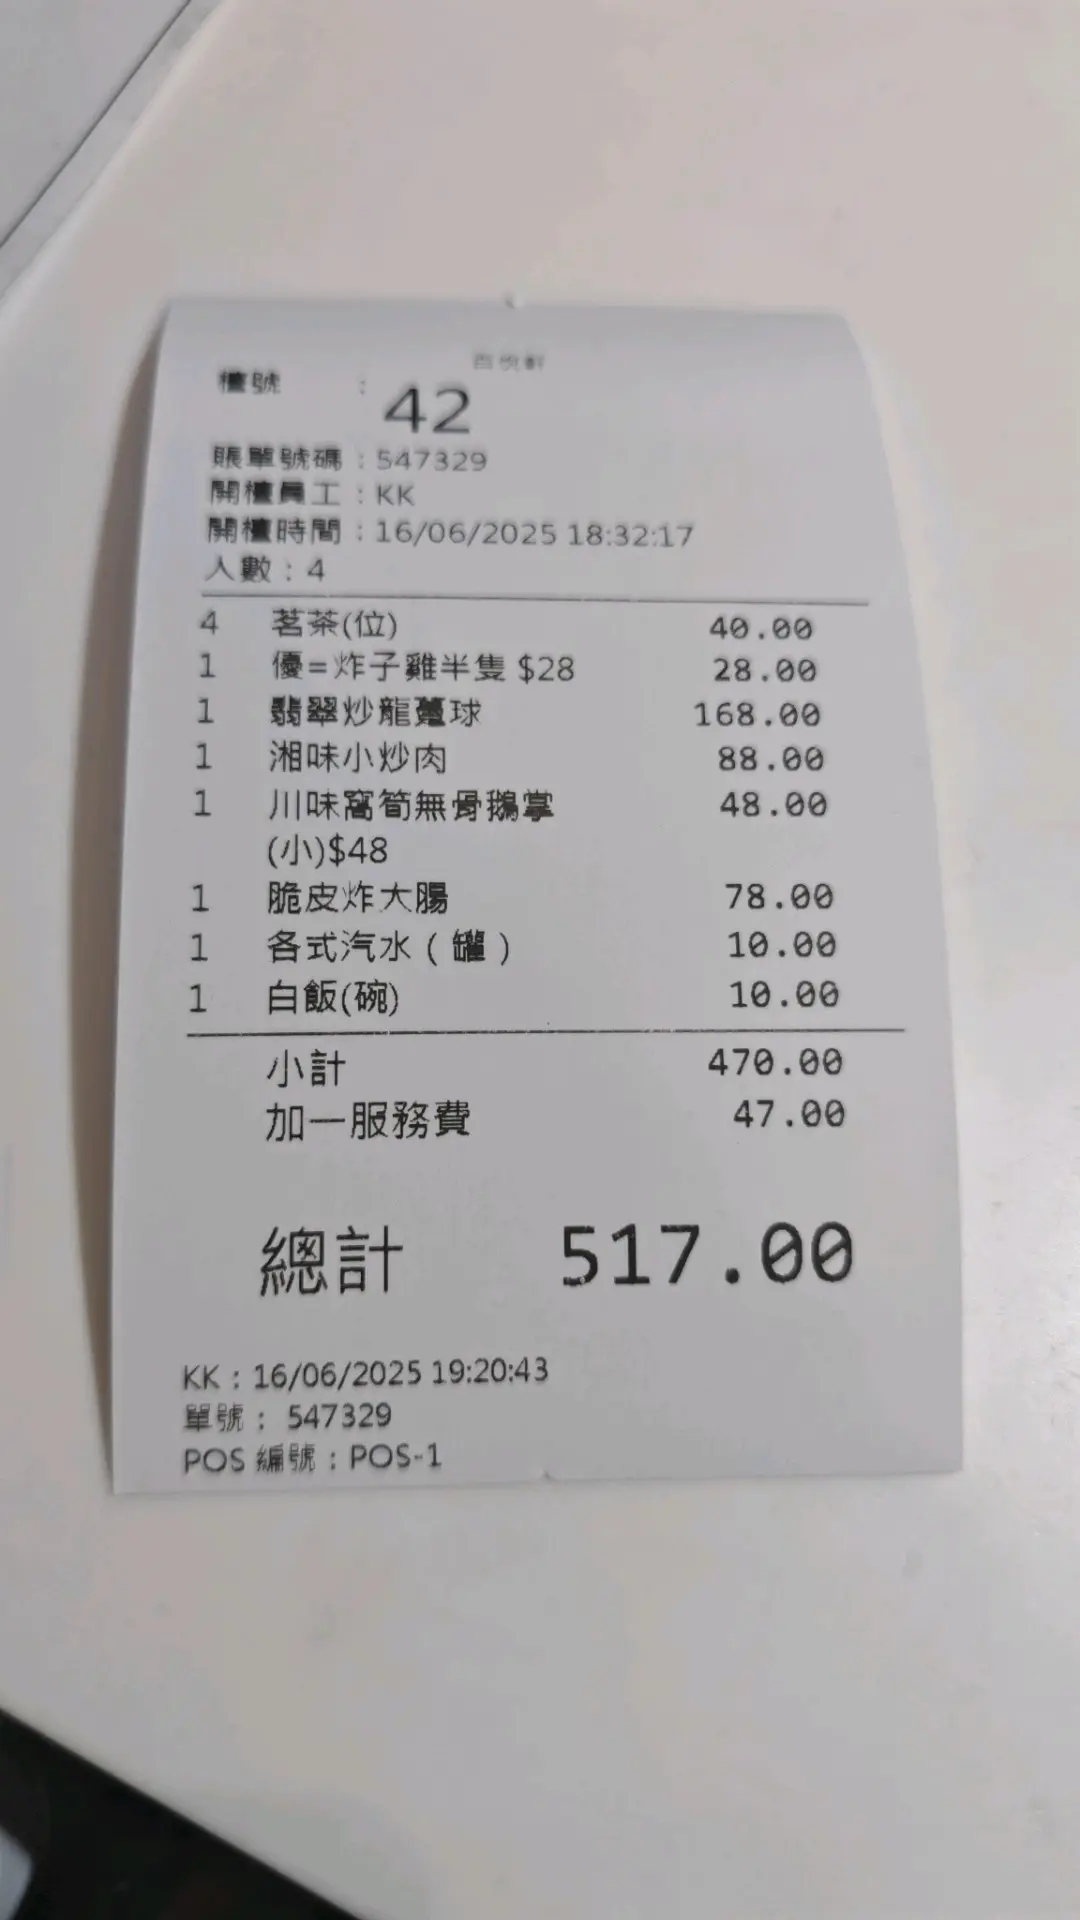 百悅軒
檯號 : 42
賬單號碼 : 547329
開檯員工 : KK
開檯時間 : 16/06/2025 18:32:17
人數 : 4
4 茗茶(位) 40.00
1 優=炸子雞半隻 $28 28.00
1 翡翠炒龍躉球 168.00
1 湘味小炒肉 88.00
1 川味窩筍無骨鵝掌 48.00
(小)$48
1 脆皮炸大腸 78.00
1 各式汽水（罐） 10.00
1 白飯(碗) 10.00
小計 470.00
加一服務費 47.00
總計 517.00
KK : 16/06/2025 19:20:43
單號 : 547329
POS 編號 : POS-1